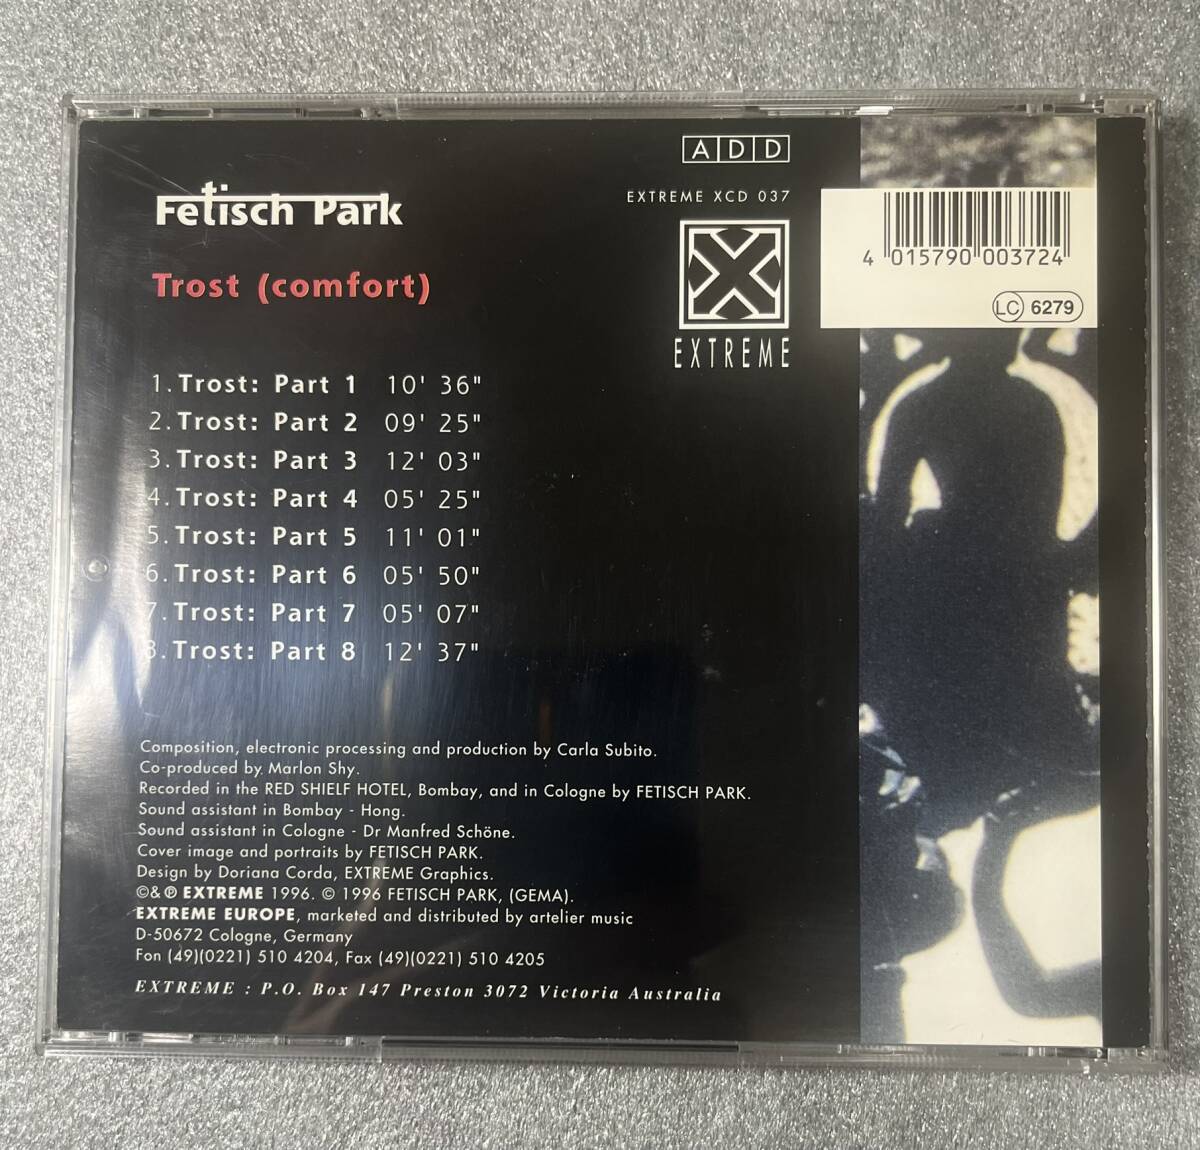 Fetisch Park
Trost (comfort)
1. Trost: Part 1 10' 36"
2. Trost: Part 2 09' 25"
3. Trost: Part 3 12' 03"
4. Trost: Part 4 05' 25"
5. Trost: Part 5 11' 01"
6. Trost: Part 6 05' 50"
7. Trost: Part 7 05' 07"
8. Trost: Part 8 12' 37"
Composition, electronic processing and production by Carla Subito.
Co-produced by Marlon Shy.
Recorded in the RED SHIELF HOTEL, Bombay, and in Cologne by FETISCH PARK.
Sound assistant in Bombay - Hong.
Sound assistant in Cologne - Dr Manfred Schöne.
Cover image and portraits by FETISCH PARK.
Design by Doriana Corda, EXTREME Graphics.
©& ℗ EXTREME 1996. © 1996 FETISCH PARK, (GEMA).
EXTREME EUROPE, marketed and distributed by artelier music
D-50672 Cologne, Germany
Fon (49)(0221) 510 4204, Fax (49)(0221) 510 4205
EXTREME : P.O. Box 147 Preston 3072 Victoria Australia
A D D
EXTREME XCD 037
X
EXTREME
4 015790 003724
LC 6279